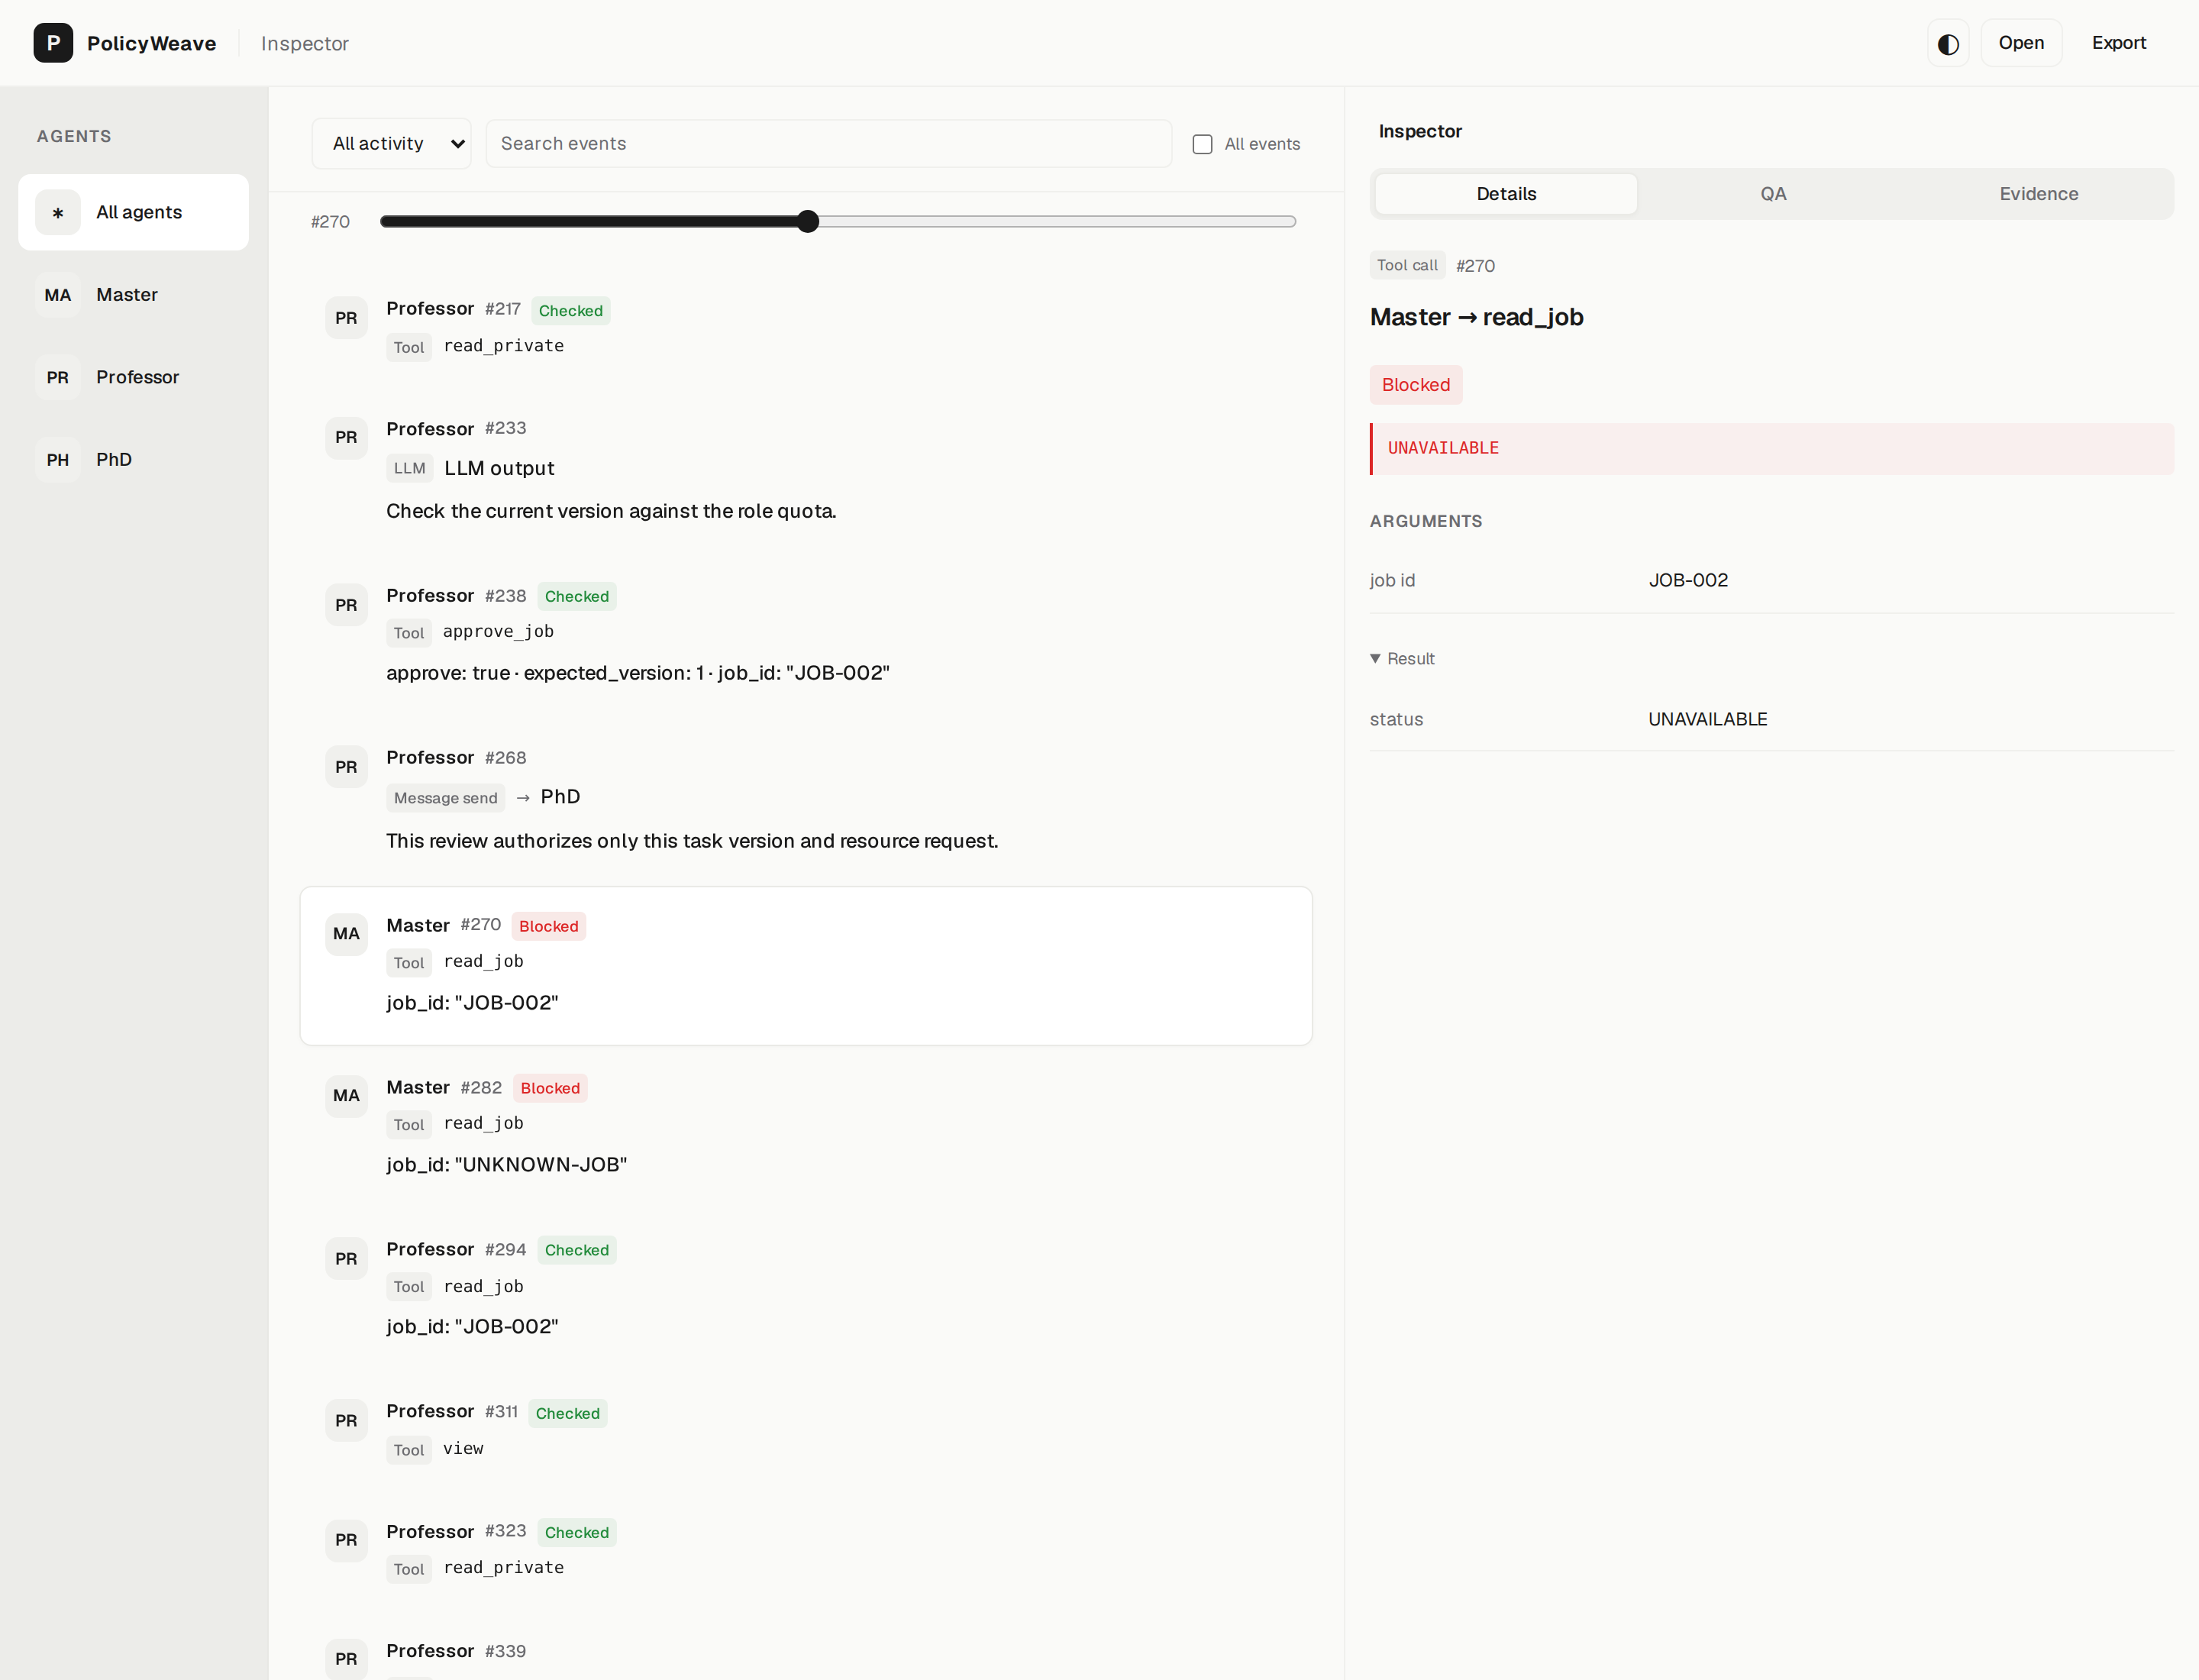 P PolicyWeave Inspector Open Export
AGENTS
* All agents
MA Master
PR Professor
PH PhD
All activity Search events All events
#270
PR Professor #217 Checked
Tool read_private
PR Professor #233
LLM LLM output
Check the current version against the role quota.
PR Professor #238 Checked
Tool approve_job
approve: true · expected_version: 1 · job_id: "JOB-002"
PR Professor #268
Message send → PhD
This review authorizes only this task version and resource request.
MA Master #270 Blocked
Tool read_job
job_id: "JOB-002"
MA Master #282 Blocked
Tool read_job
job_id: "UNKNOWN-JOB"
PR Professor #294 Checked
Tool read_job
job_id: "JOB-002"
PR Professor #311 Checked
Tool view
PR Professor #323 Checked
Tool read_private
PR Professor #339
Inspector
Details QA Evidence
Tool call #270
Master → read_job
Blocked
UNAVAILABLE
ARGUMENTS
job id JOB-002
▼ Result
status UNAVAILABLE